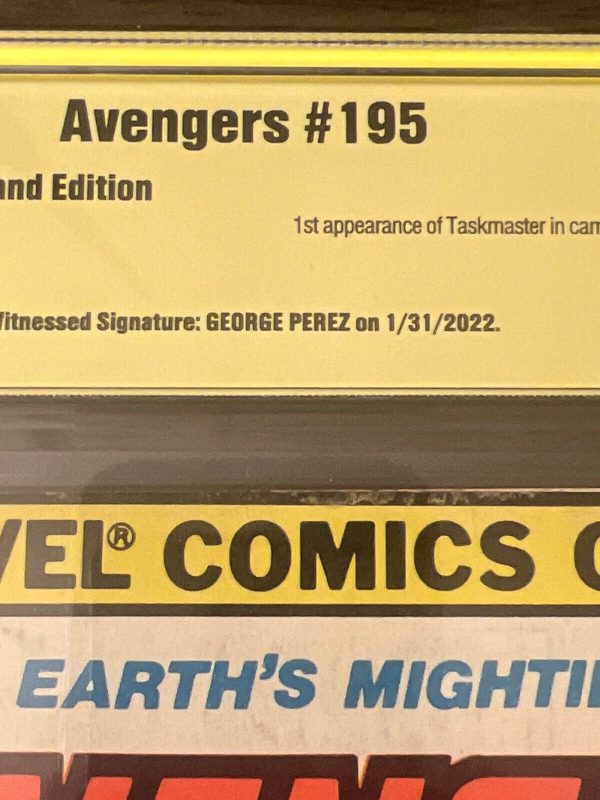 Avengers #195
nd Edition
1st appearance of Taskmaster in cam
Witnessed Signature: GEORGE PEREZ on 1/31/2022.
VEL® COMICS
EARTH'S MIGHTI